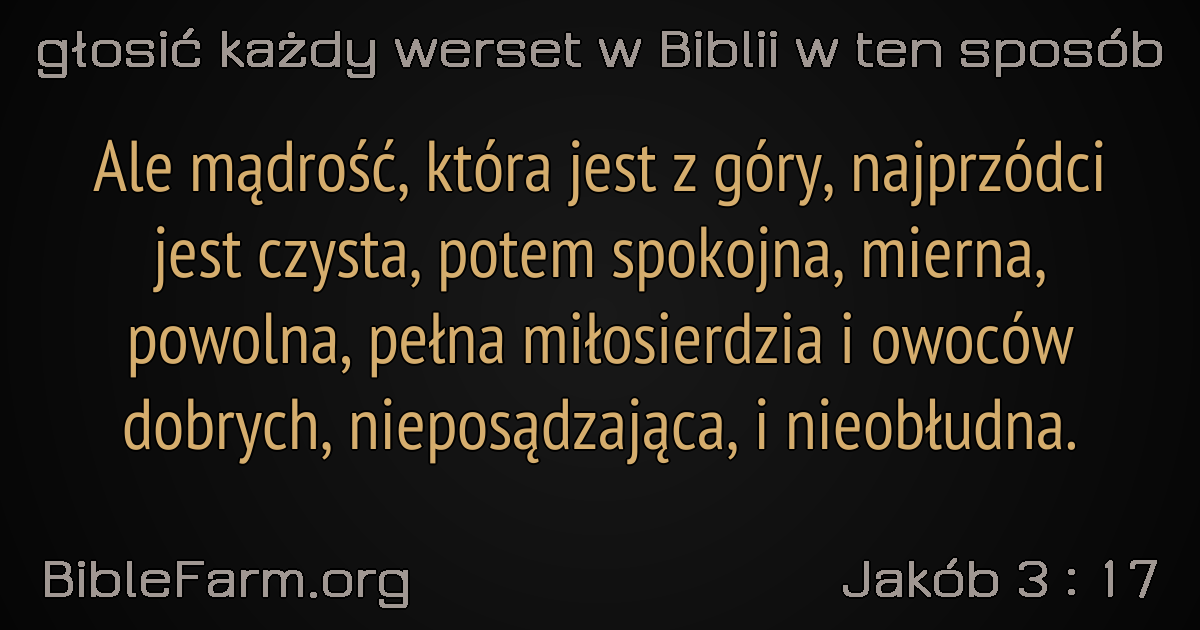 głosić każdy werset w Biblii w ten sposób
Ale mądrość, która jest z góry, najprzódci
jest czysta, potem spokojna, mierna,
powolna, pełna miłosierdzia i owoców
dobrych, nieposądzająca, i nieobłudna.
BibleFarm.org
Jakób 3 : 17